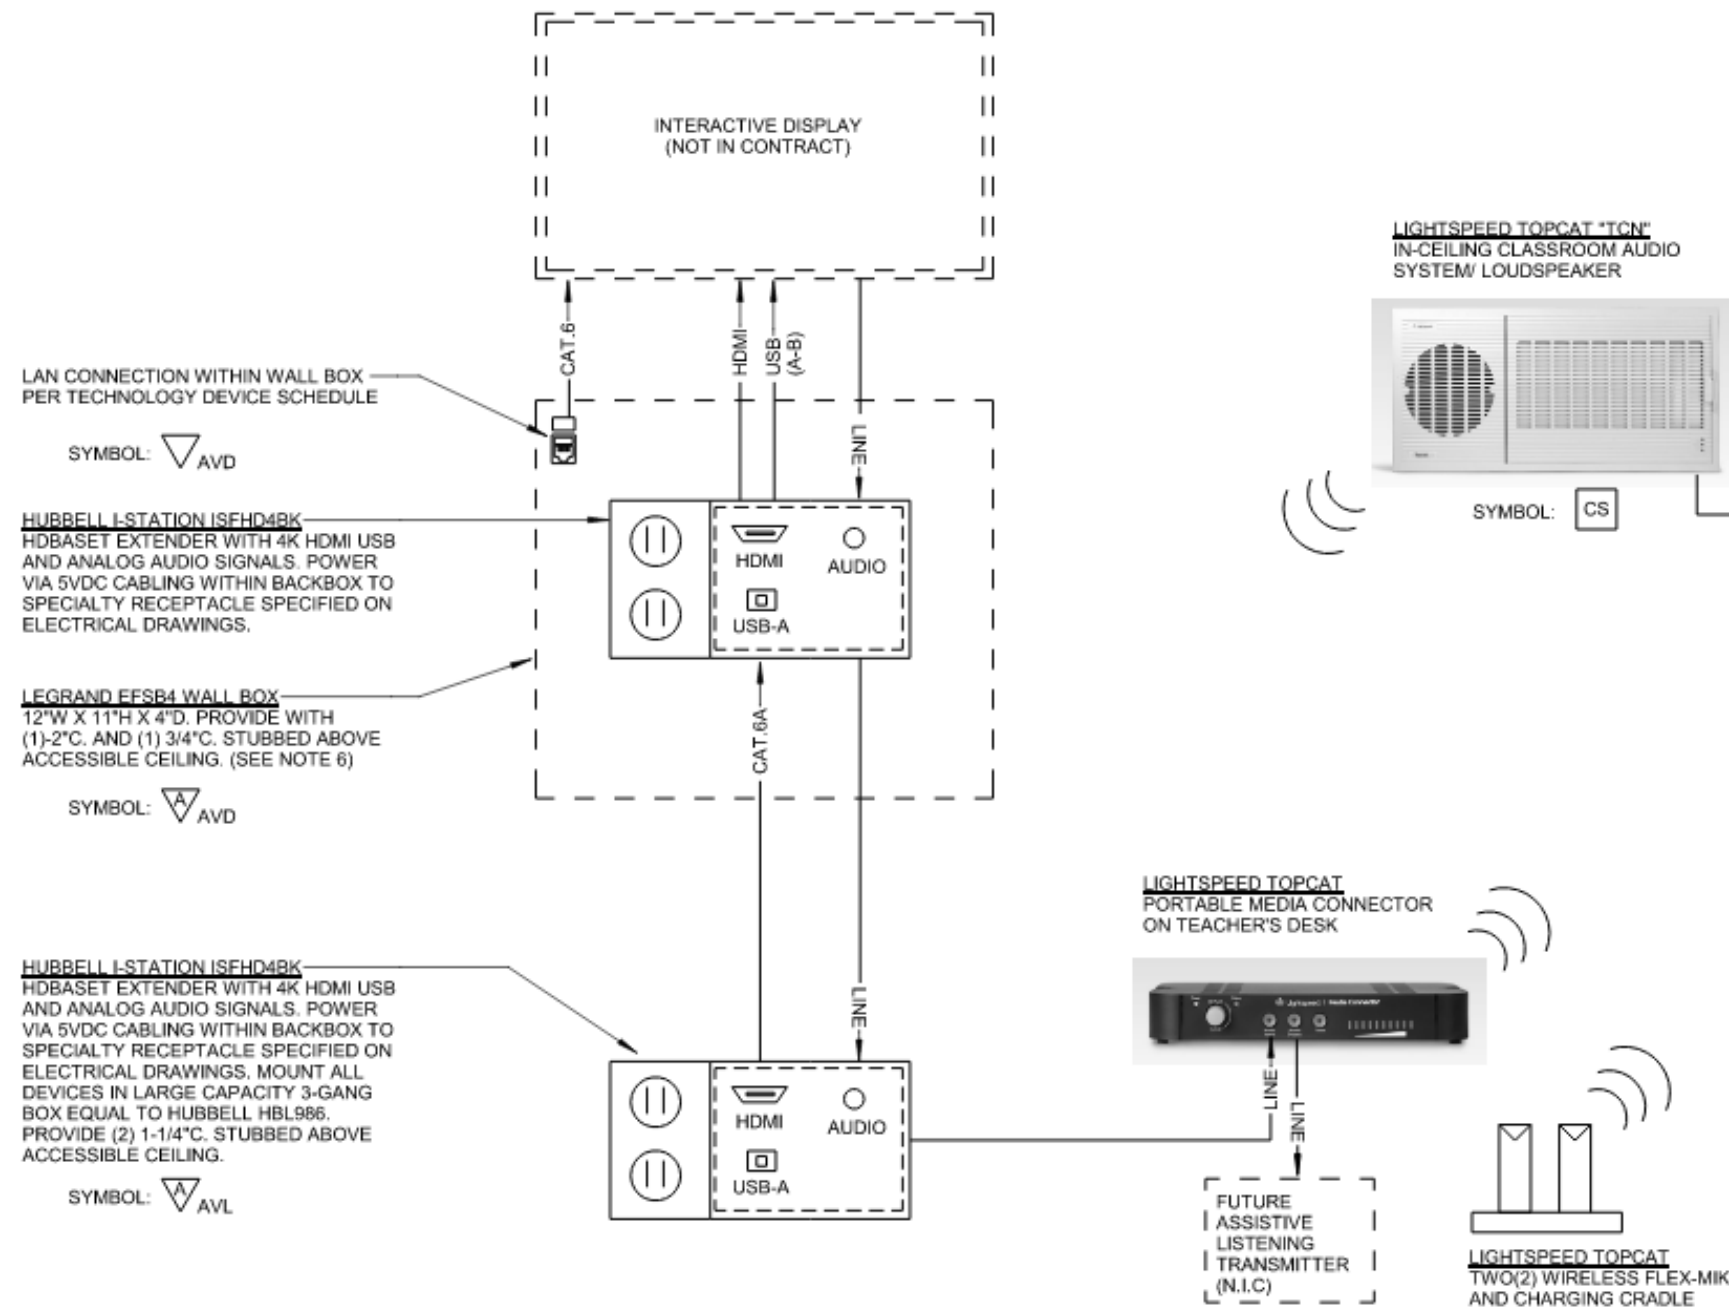 INTERACTIVE DISPLAY
(NOT IN CONTRACT)
CAT.6
HDMI
USB
(A-B)
LINE
LAN CONNECTION WITHIN WALL BOX
PER TECHNOLOGY DEVICE SCHEDULE
SYMBOL: AVD
HUBBELL I-STATION ISFHD4BK
HDBASET EXTENDER WITH 4K HDMI USB
AND ANALOG AUDIO SIGNALS. POWER
VIA 5VDC CABLING WITHIN BACKBOX TO
SPECIALTY RECEPTACLE SPECIFIED ON
ELECTRICAL DRAWINGS.
HDMI
AUDIO
USB-A
LEGRAND EFSB4 WALL BOX
12"W X 11"H X 4"D. PROVIDE WITH
(1)-2"C. AND (1) 3/4"C. STUBBED ABOVE
ACCESSIBLE CEILING. (SEE NOTE 6)
SYMBOL: A AVD
CAT.6A
LINE
HUBBELL I-STATION ISFHD4BK
HDBASET EXTENDER WITH 4K HDMI USB
AND ANALOG AUDIO SIGNALS. POWER
VIA 5VDC CABLING WITHIN BACKBOX TO
SPECIALTY RECEPTACLE SPECIFIED ON
ELECTRICAL DRAWINGS. MOUNT ALL
DEVICES IN LARGE CAPACITY 3-GANG
BOX EQUAL TO HUBBELL HBL986.
PROVIDE (2) 1-1/4"C. STUBBED ABOVE
ACCESSIBLE CEILING.
SYMBOL: A AVL
HDMI
AUDIO
USB-A
LIGHTSPEED TOPCAT "TCN"
IN-CEILING CLASSROOM AUDIO
SYSTEM/ LOUDSPEAKER
SYMBOL: CS
LIGHTSPEED TOPCAT
PORTABLE MEDIA CONNECTOR
ON TEACHER'S DESK
Media Connector
LINE
LINE
FUTURE
ASSISTIVE
LISTENING
TRANSMITTER
(N.I.C)
LIGHTSPEED TOPCAT
TWO(2) WIRELESS FLEX-MIK
AND CHARGING CRADLE